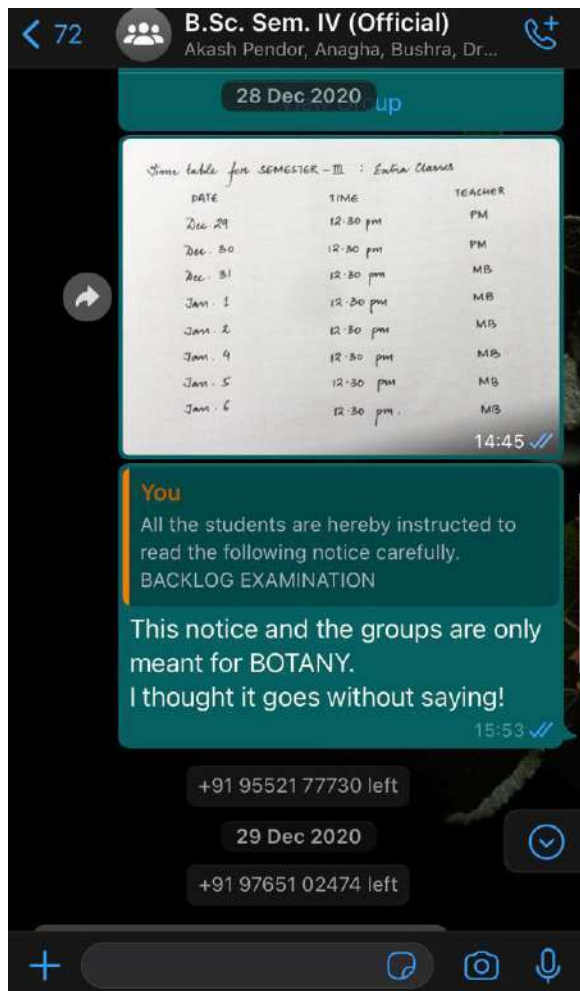 72
B.Sc. Sem. IV (Official)
Akash Pendor, Anagha, Bushra, Dr...
28 Dec 2020
up
Time table for SEMESTER - III : Extra Classes
DATE TIME TEACHER
Dec. 29 12.30 pm PM
Dec. 30 12.30 pm PM
Dec. 31 12.30 pm MB
Jan. 1 12.30 pm MB
Jan. 2 12.30 pm MB
Jan. 4 12.30 pm MB
Jan. 5 12.30 pm MB
Jan. 6 12.30 pm. MB
14:45
You
All the students are hereby instructed to
read the following notice carefully.
BACKLOG EXAMINATION
This notice and the groups are only
meant for BOTANY.
I thought it goes without saying!
15:53
+91 95521 77730 left
29 Dec 2020
+91 97651 02474 left